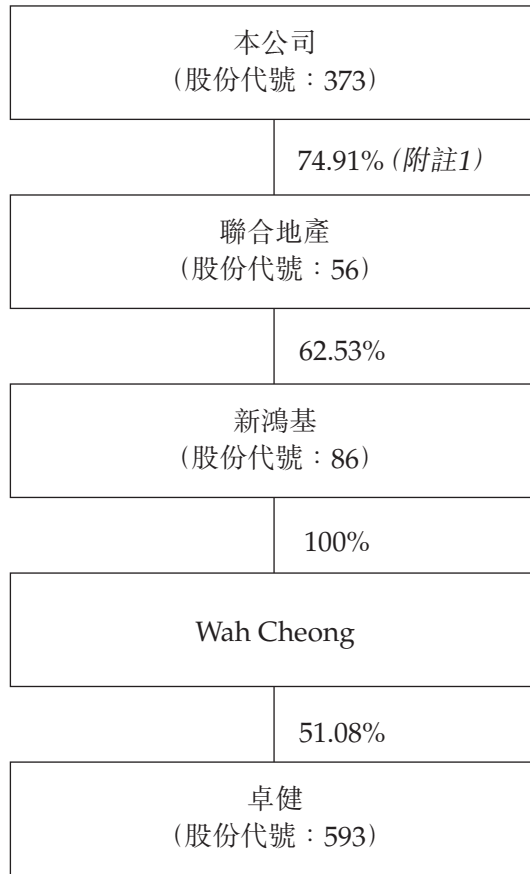 本公司
（股份代號：373）
74.91% (附註1)
聯合地產
（股份代號：56）
62.53%
新鴻基
（股份代號：86）
100%
Wah Cheong
51.08%
卓健
（股份代號：593）